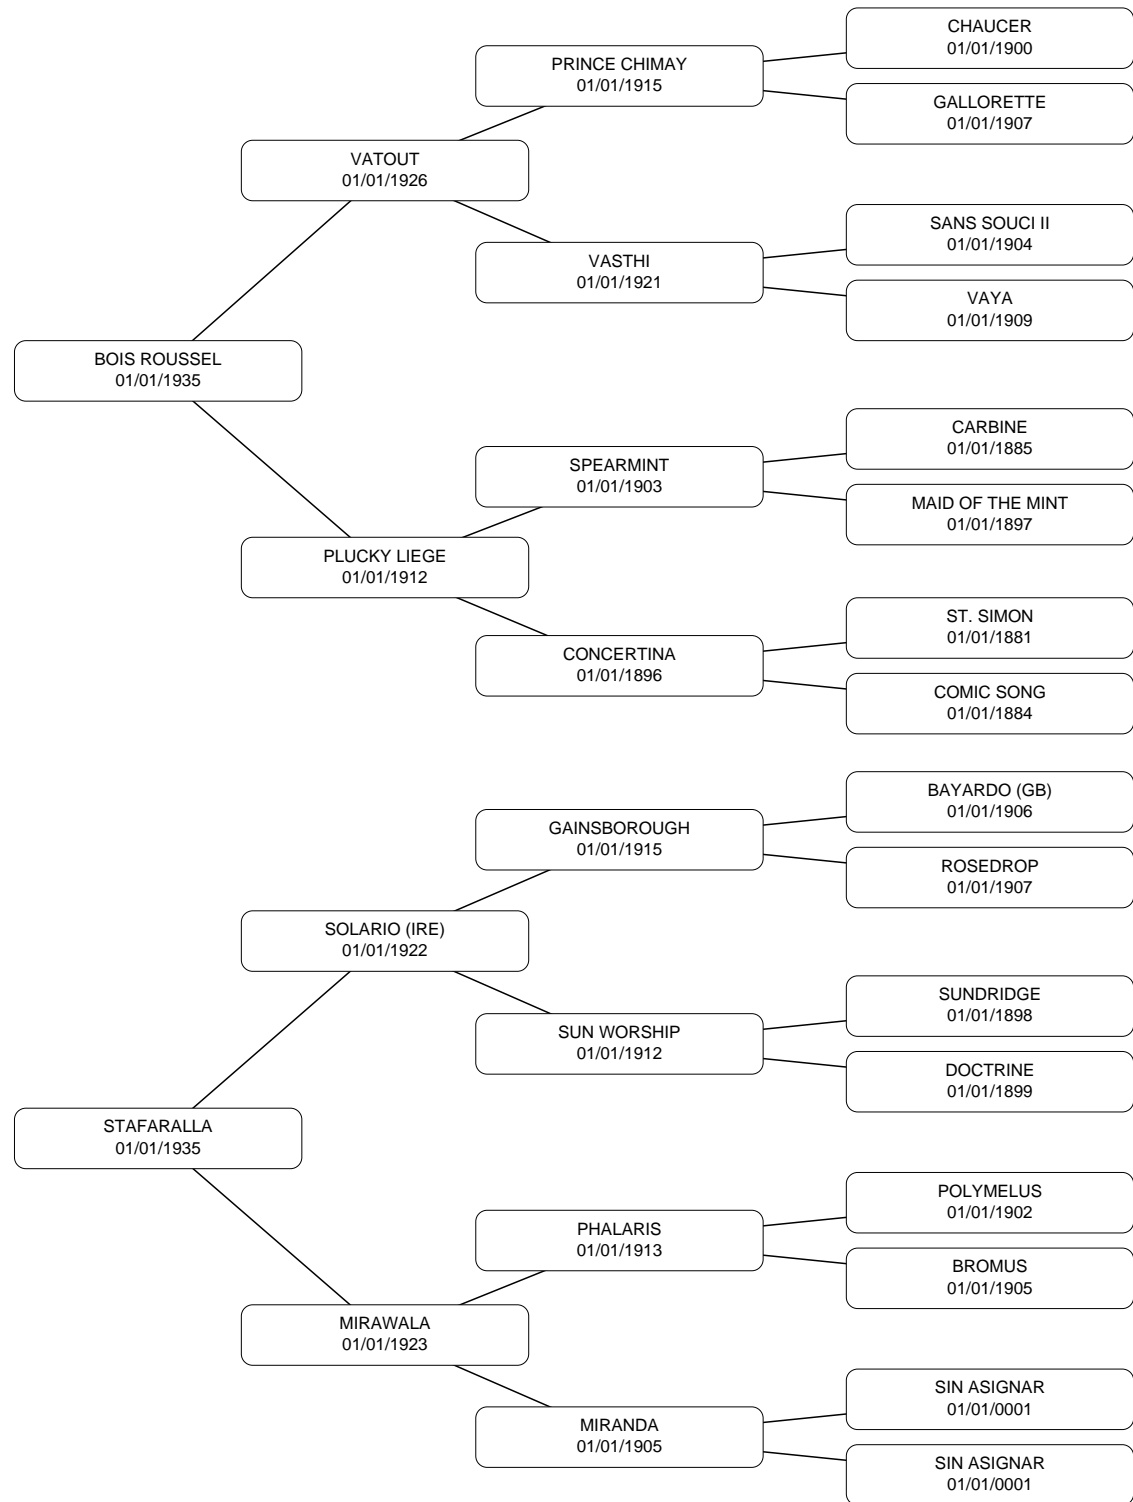 CHAUCER
01/01/1900
PRINCE CHIMAY
01/01/1915
GALLORETTE
01/01/1907
VATOUT
01/01/1926
SANS SOUCI II
01/01/1904
VASTHI
01/01/1921
VAYA
01/01/1909
BOIS ROUSSEL
01/01/1935
CARBINE
01/01/1885
SPEARMINT
01/01/1903
MAID OF THE MINT
01/01/1897
PLUCKY LIEGE
01/01/1912
ST. SIMON
01/01/1881
CONCERTINA
01/01/1896
COMIC SONG
01/01/1884
BAYARDO (GB)
01/01/1906
GAINSBOROUGH
01/01/1915
ROSEDROP
01/01/1907
SOLARIO (IRE)
01/01/1922
SUNDRIDGE
01/01/1898
SUN WORSHIP
01/01/1912
DOCTRINE
01/01/1899
STAFARALLA
01/01/1935
POLYMELUS
01/01/1902
PHALARIS
01/01/1913
BROMUS
01/01/1905
MIRAWALA
01/01/1923
SIN ASIGNAR
01/01/0001
MIRANDA
01/01/1905
SIN ASIGNAR
01/01/0001